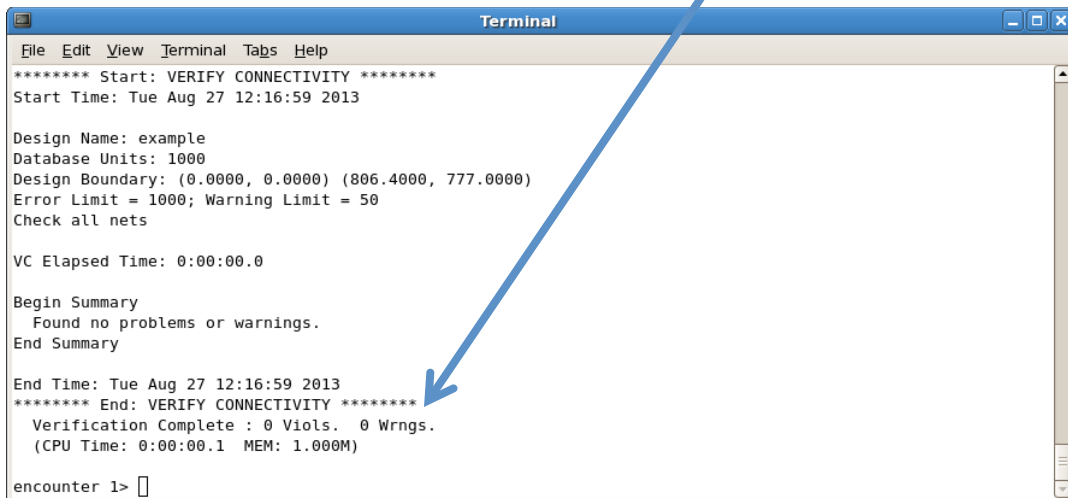 Terminal
File Edit View Terminal Tabs Help
******** Start: VERIFY CONNECTIVITY ********
Start Time: Tue Aug 27 12:16:59 2013
Design Name: example
Database Units: 1000
Design Boundary: (0.0000, 0.0000) (806.4000, 777.0000)
Error Limit = 1000; Warning Limit = 50
Check all nets
VC Elapsed Time: 0:00:00.0
Begin Summary
  Found no problems or warnings.
End Summary
End Time: Tue Aug 27 12:16:59 2013
******** End: VERIFY CONNECTIVITY ********
  Verification Complete : 0 Viols.  0 Wrngs.
  (CPU Time: 0:00:00.1  MEM: 1.000M)
encounter 1>